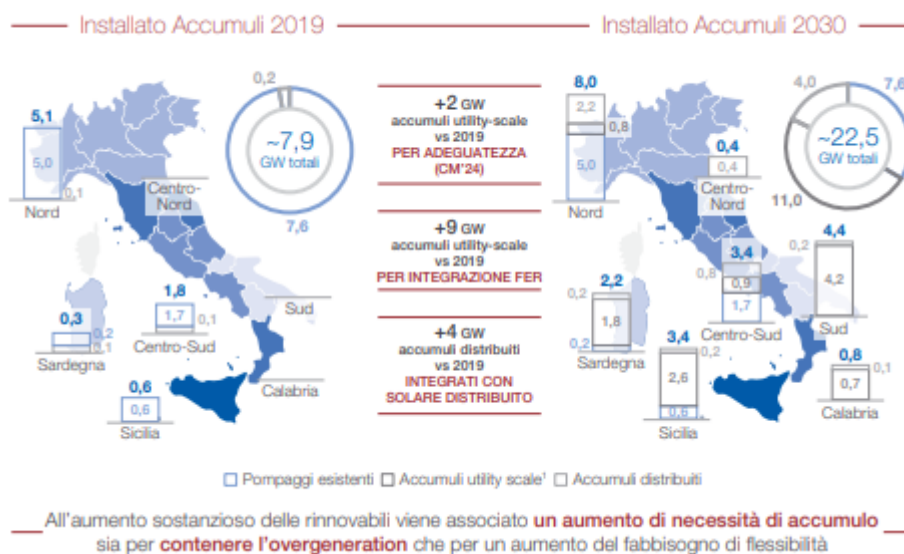 Installato Accumuli 2019
Installato Accumuli 2030
5,1
5,0
0,1
Nord
0,2
~7,9
GW totali
7,6
Centro-
Nord
1,8
1,7
0,1
Centro-Sud
Sud
0,3
0,2
0,1
Sardegna
0,6
0,6
Sicilia
Calabria
+2 GW
accumuli utility-scale
vs 2019
PER ADEGUATEZZA
(CM'24)
+9 GW
accumuli utility-scale
vs 2019
PER INTEGRAZIONE FER
+4 GW
accumuli distribuiti
vs 2019
INTEGRATI CON
SOLARE DISTRIBUITO
8,0
2,2
0,8
5,0
Nord
0,4
0,4
Centro-
Nord
4,0
7,6
~22,5
GW totali
11,0
3,4
0,8
0,9
1,7
Centro-Sud
4,4
0,2
4,2
Sud
2,2
0,2
1,8
0,2
Sardegna
3,4
0,2
2,6
0,6
Sicilia
0,8
0,1
0,7
Calabria
Pompaggi esistenti Accumuli utility scale¹ Accumuli distribuiti
All'aumento sostanzioso delle rinnovabili viene associato un aumento di necessità di accumulo
sia per contenere l'overgeneration che per un aumento del fabbisogno di flessibilità